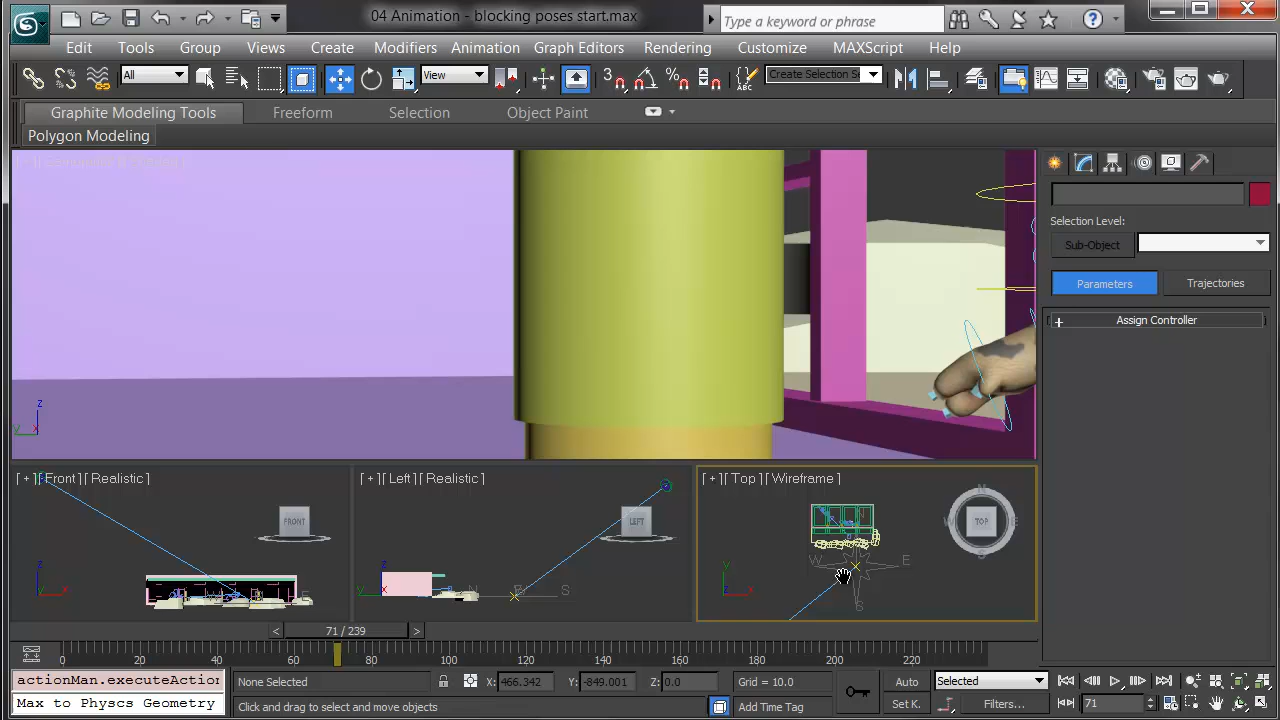 04 Animation - blocking poses start.max
Type a keyword or phrase
Edit Tools Group Views Create Modifiers Animation Graph Editors Rendering Customize MAXScript Help
All View Create Selection Se
Graphite Modeling Tools Freeform Selection Object Paint
Polygon Modeling
Selection Level:
Sub-Object
Parameters Trajectories
+ Assign Controller
z
y x
[ + ] [ Front ] [ Realistic ]
FRONT
z
x
[ + ] [ Left ] [ Realistic ]
LEFT
z
x
S
[ + ] [ Top ] [ Wireframe ]
N
W TOP E
S
W E
S
y
x
< 71 / 239 >
0 20 40 60 80 100 120 140 160 180 200 220
actionMan.executeAction
Max to Physcs Geometry
None Selected X: 466.342 Y: -849.001 Z: 0.0 Grid = 10.0 Auto Selected
Click and drag to select and move objects Add Time Tag Set K. Filters... 71